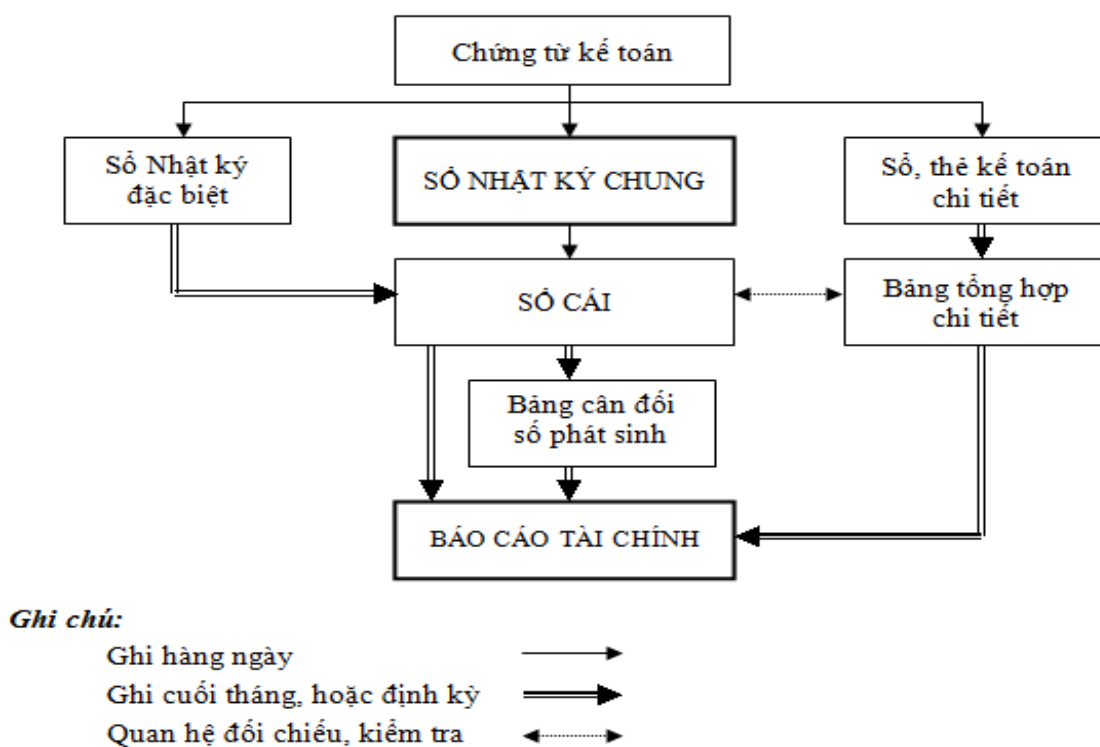 Chứng từ kế toán
Sổ Nhật ký
đặc biệt
SỔ NHẬT KÝ CHUNG
Sổ, thẻ kế toán
chi tiết
SỔ CÁI
Bảng tổng hợp
chi tiết
Bảng cân đối
số phát sinh
BÁO CÁO TÀI CHÍNH
Ghi chú:
Ghi hàng ngày
Ghi cuối tháng, hoặc định kỳ
Quan hệ đối chiếu, kiểm tra